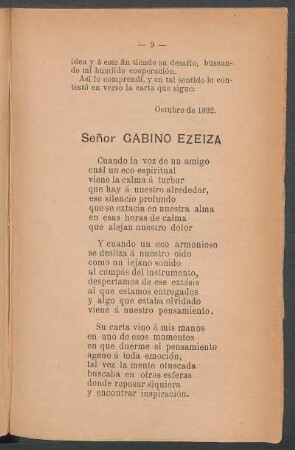 — 9 —
idea y á este fin tiende su desafío, buscan-
do mi humilde cooperación.
Así lo comprendí, y en tal sentido le con-
testó en verso la carta que sigue:
Octubre de 1892.
Señor GABINO EZEIZA
Cuando la voz de un amigo
cuál un eco espiritual
viene la calma á turbar
que hay á nuestro alrededor,
ese silencio profundo
que se extacia en nuestra alma
en esas horas de calma
que alejan nuestro dolor
Y cuando un eco armonioso
se desliza á nuestro oido
como un lejano sonido
al compás del instrumento,
despertamos de ese extásis
al que estamos entregados
y algo que estaba olvidado
viene á nuestro pensamiento.
Su carta vino á mis manos
en uno de esos momentos
en que duerme el pensamiento
ageno á toda emoción,
tal vez la mente ofuscada
buscaba en otras esferas
donde reposar siquiera
y encontrar inspiración.